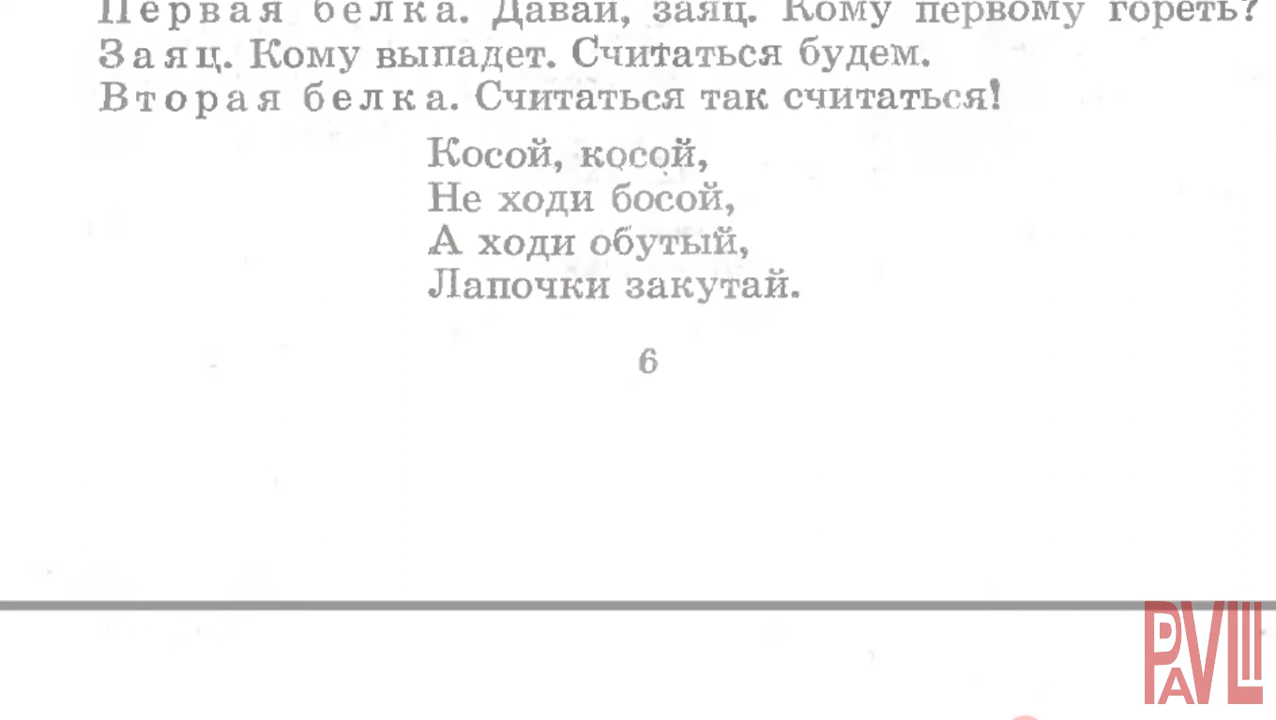 Первая белка. Давай, заяц. Кому первому гореть?
Заяц. Кому выпадет. Считаться будем.
Вторая белка. Считаться так считаться!
Косой, косой,
Не ходи босой,
А ходи обутый,
Лапочки закутай.
6
PAVLIII